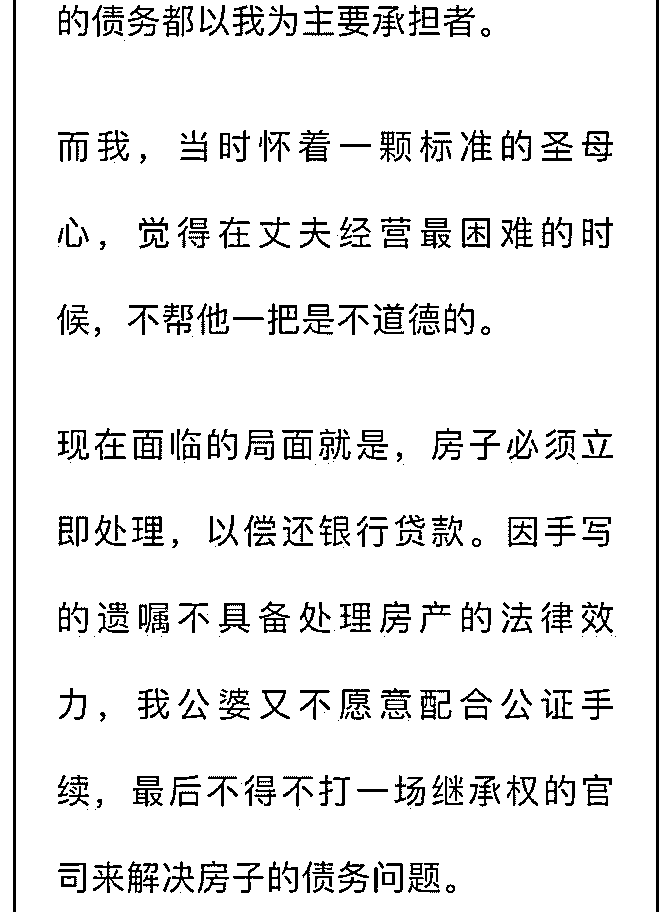 的债务都以我为主要承担者。
而我，当时怀着一颗标准的圣母
心，觉得在丈夫经营最困难的时
候，不帮他一把是不道德的。
现在面临的局面就是，房子必须立
即处理，以偿还银行贷款。因手写
的遗嘱不具备处理房产的法律效
力，我公婆又不愿意配合公证手
续，最后不得不打一场继承权的官
司来解决房子的债务问题。